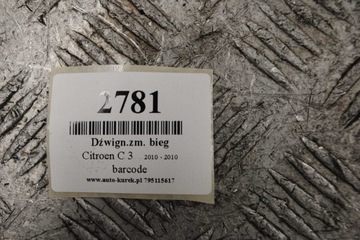 2781
Dźwign.zm. bieg
Citroen C 3 2010 - 2010
barcode
www.auto-kurek.pl 795115617